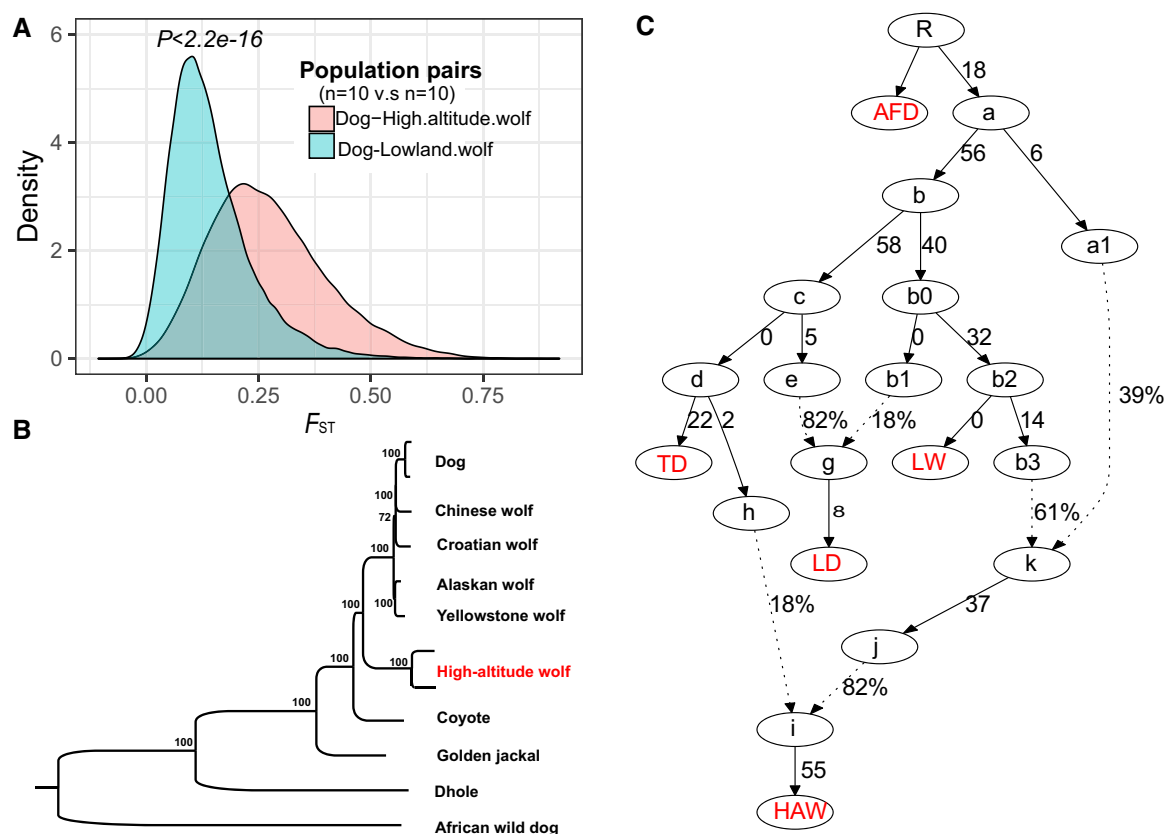 A
P<2.2e-16
Population pairs
(n=10 v.s n=10)
Dog−High.altitude.wolf
Dog-Lowland.wolf
Density
6
4
2
0
0.00 0.25 0.50 0.75
FST
B
100
Dog
100
Chinese wolf
72
Croatian wolf
100
Alaskan wolf
100
Yellowstone wolf
100
100
High-altitude wolf
100
Coyote
100
Golden jackal
100
Dhole
African wild dog
C
R
18
AFD
a
56 6
b
a1
58 40
c b0
0 5 0 32
d e b1 b2
39%
22 2 82% 18% 0 14
TD g LW b3
h
8
61%
LD k
18%
37
j
82%
i
55
HAW